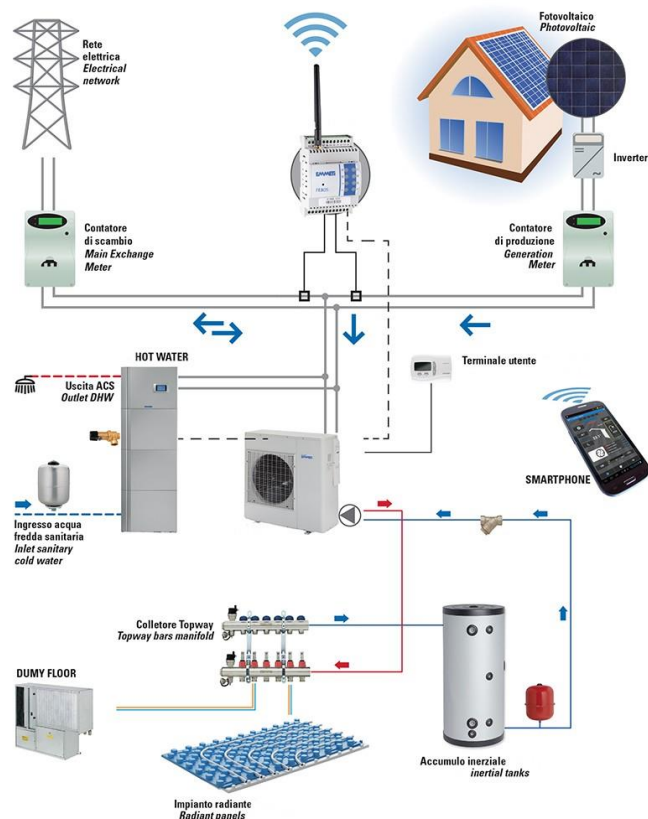 Rete
elettrica
Electrical
network
Fotovoltaico
Photovoltaic
EMMETI
Inverter
Contatore
di scambio
Main Exchange
Meter
Contatore
di produzione
Generation
Meter
HOT WATER
Terminale utente
Uscita ACS
Outlet DHW
SMARTPHONE
Ingresso acqua
fredda sanitaria
Inlet sanitary
cold water
Colletore Topway
Topway bars manifold
DUMY FLOOR
Accumulo inerziale
inertial tanks
Impianto radiante
Radiant panels